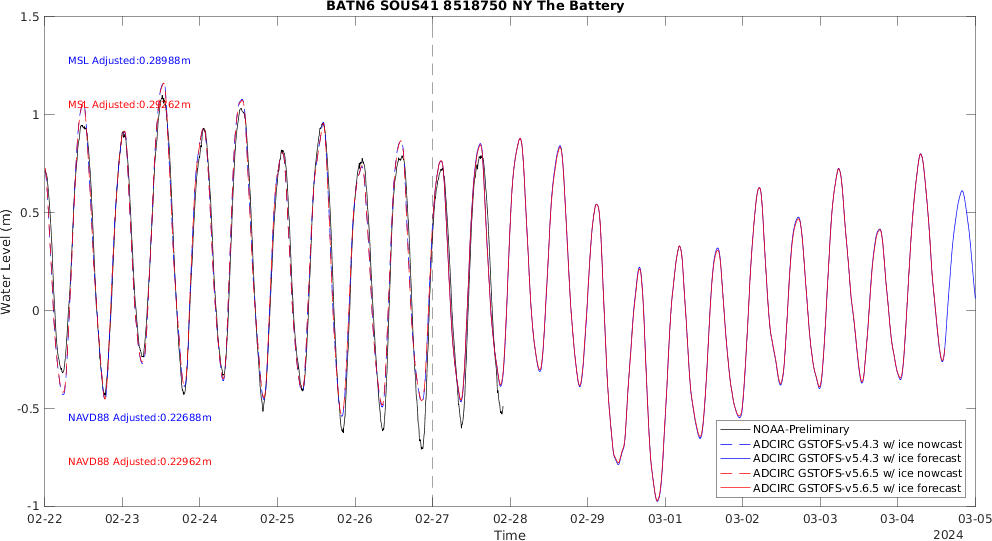 BATN6 SOUS41 8518750 NY The Battery
1.5
MSL Adjusted:0.28988m
MSL Adjusted:0.29262m
1
0.5
Water Level (m)
0
-0.5
NAVD88 Adjusted:0.22688m
NAVD88 Adjusted:0.22962m
NOAA-Preliminary
ADCIRC GSTOFS-v5.4.3 w/ ice nowcast
ADCIRC GSTOFS-v5.4.3 w/ ice forecast
ADCIRC GSTOFS-v5.6.5 w/ ice nowcast
ADCIRC GSTOFS-v5.6.5 w/ ice forecast
-1
02-22 02-23 02-24 02-25 02-26 02-27 02-28 02-29 03-01 03-02 03-03 03-04 03-05
Time
2024